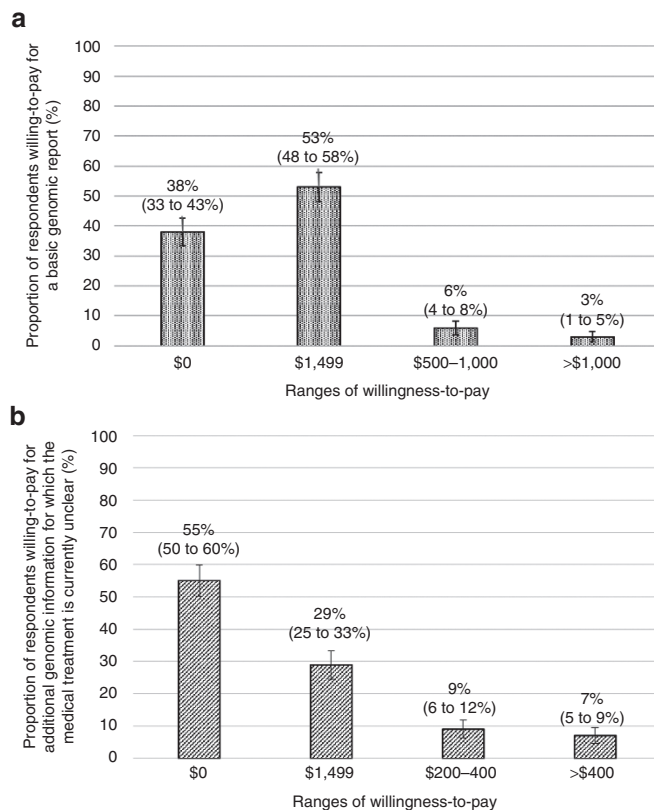 a
Proportion of respondents willing-to-pay for
a basic genomic report (%)
100
90
80
70
60
50
40
30
20
10
0
38%
(33 to 43%)
53%
(48 to 58%)
6%
(4 to 8%)
3%
(1 to 5%)
$0
$1,499
$500–1,000
>$1,000
Ranges of willingness-to-pay
b
Proportion of respondents willing-to-pay for
additional genomic information for which the
medical treatment is currently unclear (%)
100
90
80
70
60
50
40
30
20
10
0
55%
(50 to 60%)
29%
(25 to 33%)
9%
(6 to 12%)
7%
(5 to 9%)
$0
$1,499
$200–400
>$400
Ranges of willingness-to-pay